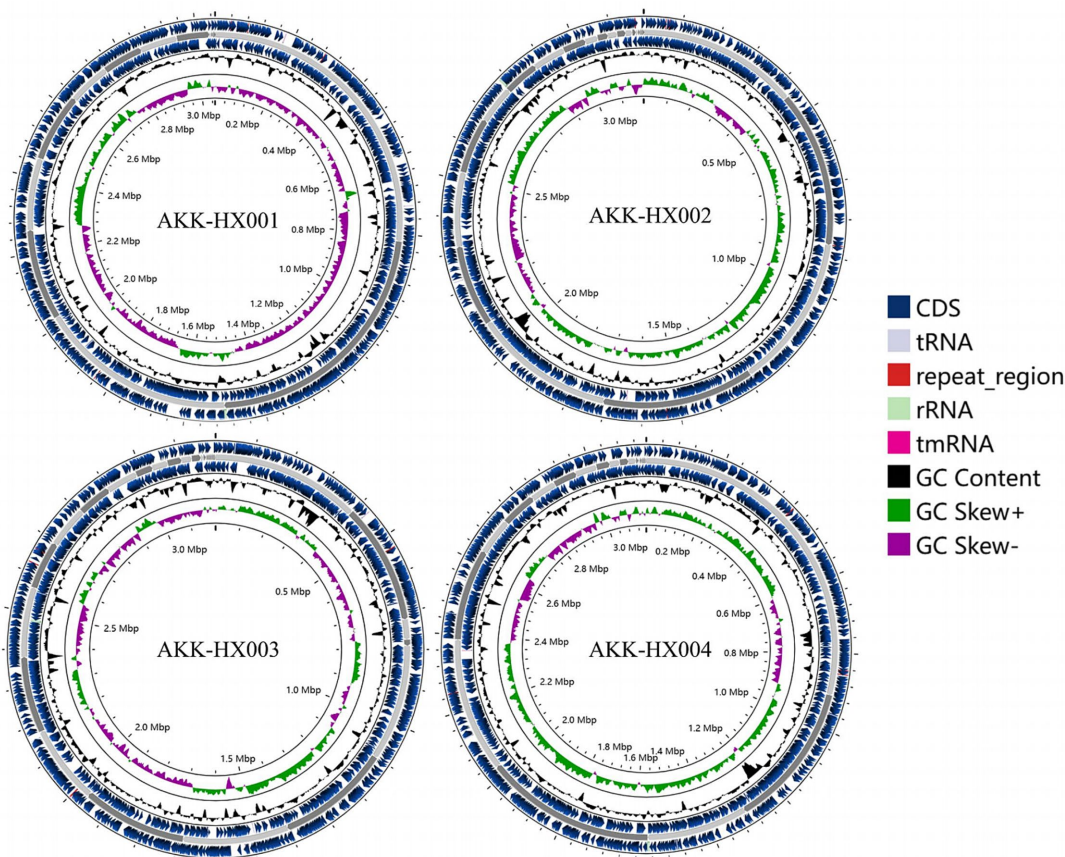 3.0 Mbp
0.2 Mbp
0.4 Mbp
0.6 Mbp
0.8 Mbp
1.0 Mbp
1.2 Mbp
1.4 Mbp
1.6 Mbp
1.8 Mbp
2.0 Mbp
2.2 Mbp
2.4 Mbp
2.6 Mbp
2.8 Mbp
AKK-HX001
3.0 Mbp
0.5 Mbp
1.0 Mbp
1.5 Mbp
2.0 Mbp
2.5 Mbp
AKK-HX002
3.0 Mbp
0.5 Mbp
1.0 Mbp
1.5 Mbp
2.0 Mbp
2.5 Mbp
AKK-HX003
3.0 Mbp
0.2 Mbp
0.4 Mbp
0.6 Mbp
0.8 Mbp
1.0 Mbp
1.2 Mbp
1.4 Mbp
1.6 Mbp
1.8 Mbp
2.0 Mbp
2.2 Mbp
2.4 Mbp
2.6 Mbp
2.8 Mbp
AKK-HX004
CDS
tRNA
repeat_region
rRNA
tmRNA
GC Content
GC Skew+
GC Skew-